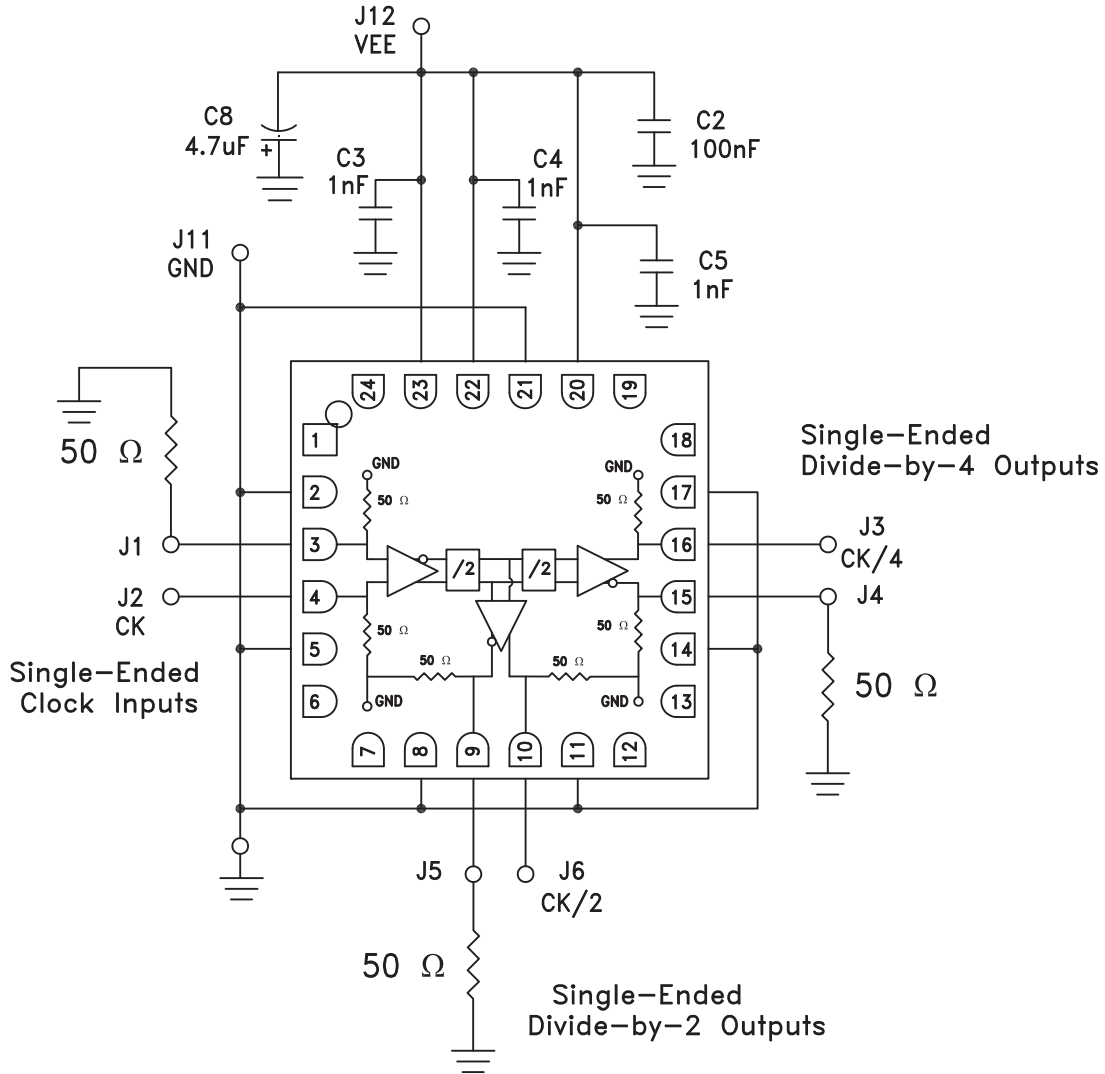 J12
VEE
C8
4.7uF
+
C3
1nF
C4
1nF
C2
100nF
C5
1nF
J11
GND
50 Ω
24
23
22
21
20
19
1
2
3
4
5
6
18
17
16
15
14
13
7
8
9
10
11
12
GND
50 Ω
GND
50 Ω
/2
/2
50 Ω
50 Ω
50 Ω
50 Ω
GND
GND
J1
J2
CK
Single-Ended
Clock Inputs
Single-Ended
Divide-by-4 Outputs
J3
CK/4
J4
50 Ω
J5
J6
CK/2
50 Ω
Single-Ended
Divide-by-2 Outputs